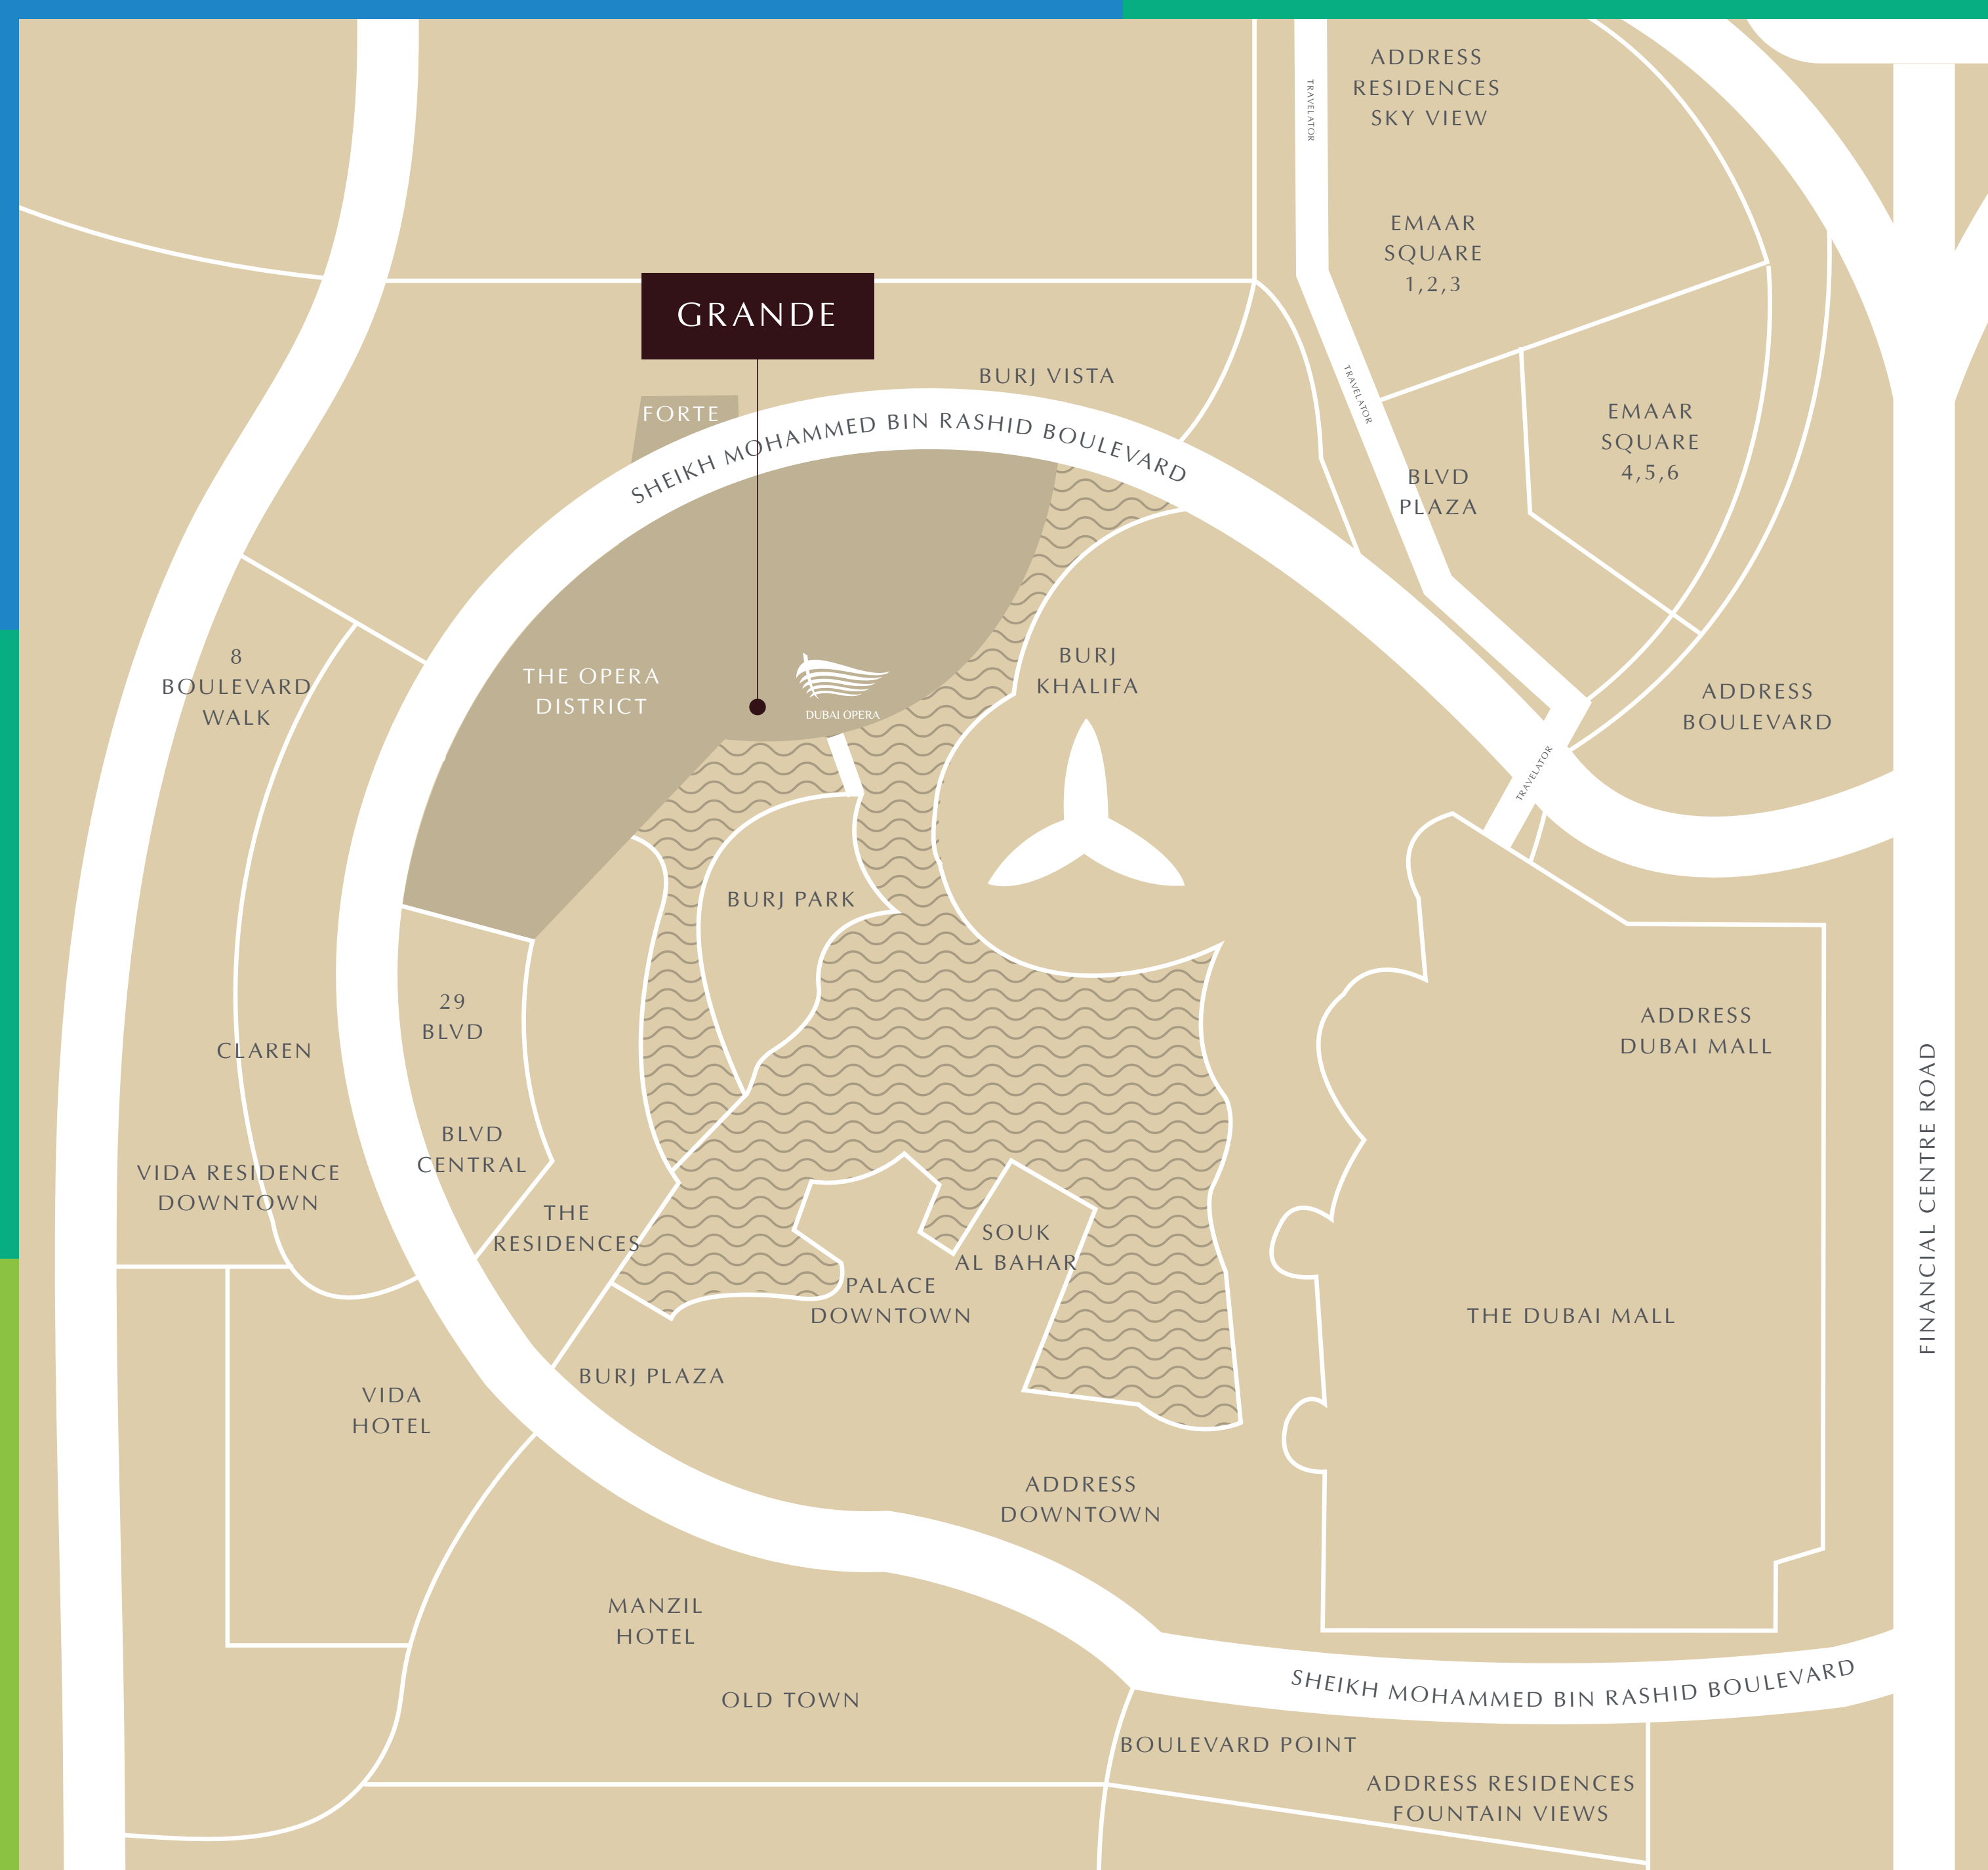 TRAVELATOR
ADDRESS
RESIDENCES
SKY VIEW
EMAAR
SQUARE
1,2,3
GRANDE
BURJ VISTA
TRAVELATOR
FORTE
SHEIKH MOHAMMED BIN RASHID BOULEVARD
EMAAR
SQUARE
4,5,6
BLVD
PLAZA
8
BOULEVARD
WALK
THE OPERA
DISTRICT
DUBAI OPERA
BURJ
KHALIFA
ADDRESS
BOULEVARD
TRAVELATOR
BURJ PARK
29
BLVD
CLAREN
ADDRESS
DUBAI MALL
FINANCIAL CENTRE ROAD
BLVD
CENTRAL
VIDA RESIDENCE
DOWNTOWN
THE
RESIDENCES
SOUK
AL BAHAR
PALACE
DOWNTOWN
THE DUBAI MALL
BURJ PLAZA
VIDA
HOTEL
ADDRESS
DOWNTOWN
MANZIL
HOTEL
OLD TOWN
SHEIKH MOHAMMED BIN RASHID BOULEVARD
BOULEVARD POINT
ADDRESS RESIDENCES
FOUNTAIN VIEWS